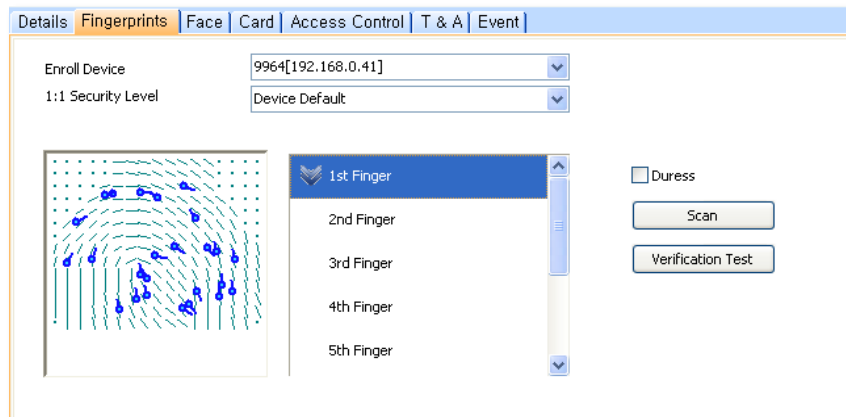 Details Fingerprints Face Card Access Control T & A Event
Enroll Device 9964[192.168.0.41]
1:1 Security Level Device Default
1st Finger Duress
2nd Finger Scan
3rd Finger Verification Test
4th Finger
5th Finger